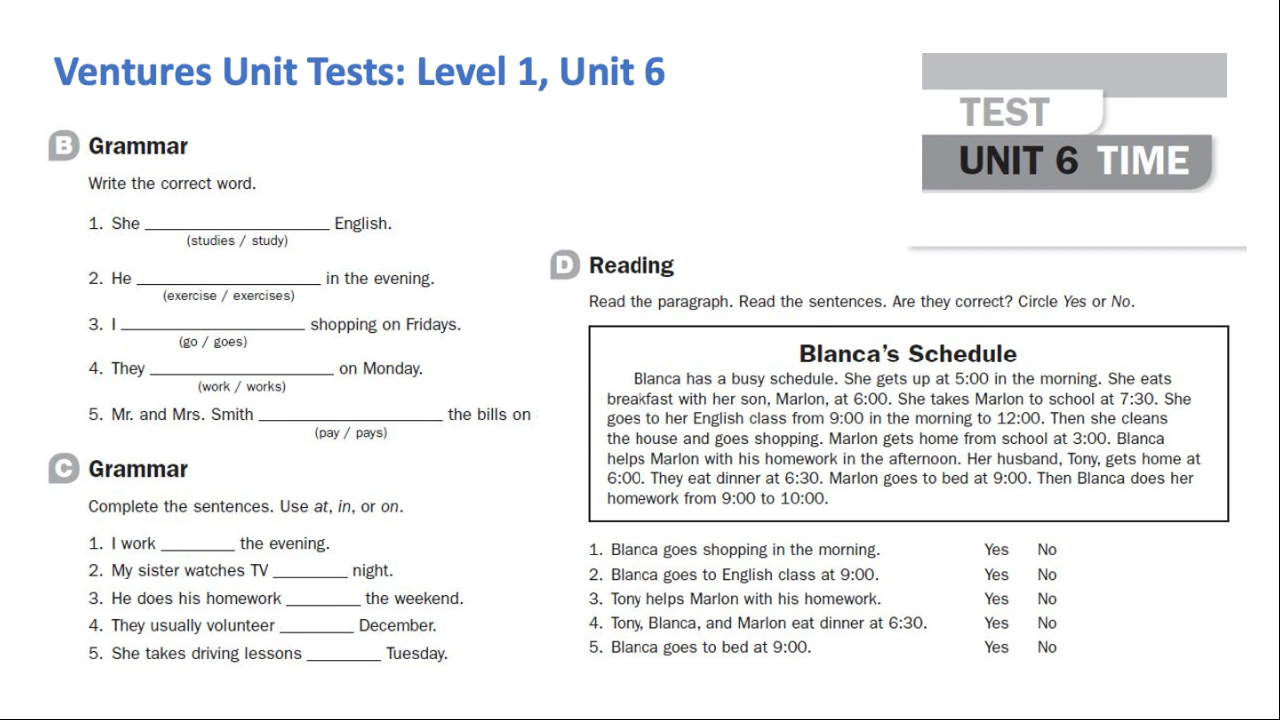 Ventures Unit Tests: Level 1, Unit 6
TEST
UNIT 6 TIME
B Grammar
Write the correct word.
1. She ____________________ English.
(studies / study)
2. He ____________________ in the evening.
(exercise / exercises)
3. I ____________________ shopping on Fridays.
(go / goes)
4. They ____________________ on Monday.
(work / works)
5. Mr. and Mrs. Smith ____________________ the bills on
(pay / pays)
C Grammar
Complete the sentences. Use at, in, or on.
1. I work ________ the evening.
2. My sister watches TV ________ night.
3. He does his homework ________ the weekend.
4. They usually volunteer ________ December.
5. She takes driving lessons ________ Tuesday.
D Reading
Read the paragraph. Read the sentences. Are they correct? Circle Yes or No.
Blanca's Schedule
Blanca has a busy schedule. She gets up at 5:00 in the morning. She eats
breakfast with her son, Marlon, at 6:00. She takes Marlon to school at 7:30. She
goes to her English class from 9:00 in the morning to 12:00. Then she cleans
the house and goes shopping. Marlon gets home from school at 3:00. Blanca
helps Marlon with his homework in the afternoon. Her husband, Tony, gets home at
6:00. They eat dinner at 6:30. Marlon goes to bed at 9:00. Then Blanca does her
homework from 9:00 to 10:00.
1. Blanca goes shopping in the morning. Yes No
2. Blanca goes to English class at 9:00. Yes No
3. Tony helps Marlon with his homework. Yes No
4. Tony, Blanca, and Marlon eat dinner at 6:30. Yes No
5. Blanca goes to bed at 9:00. Yes No